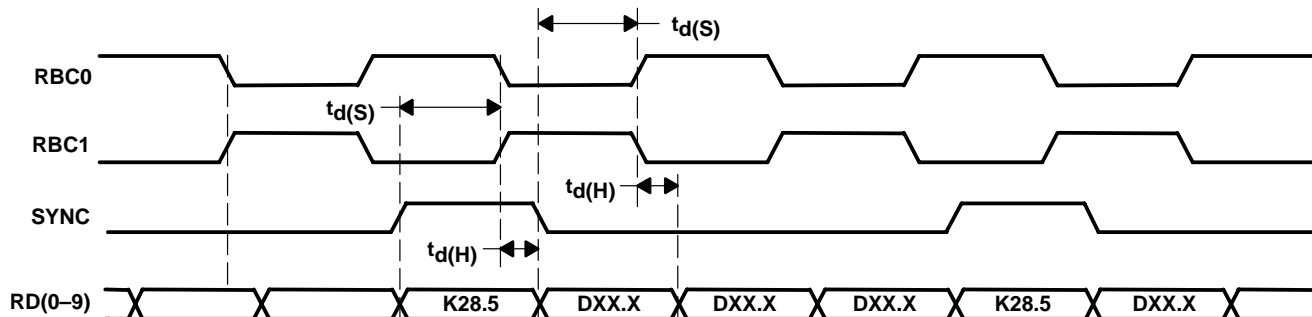 td(S)
RBC0
td(S)
RBC1
td(H)
SYNC
td(H)
RD(0–9) K28.5 DXX.X DXX.X DXX.X K28.5 DXX.X